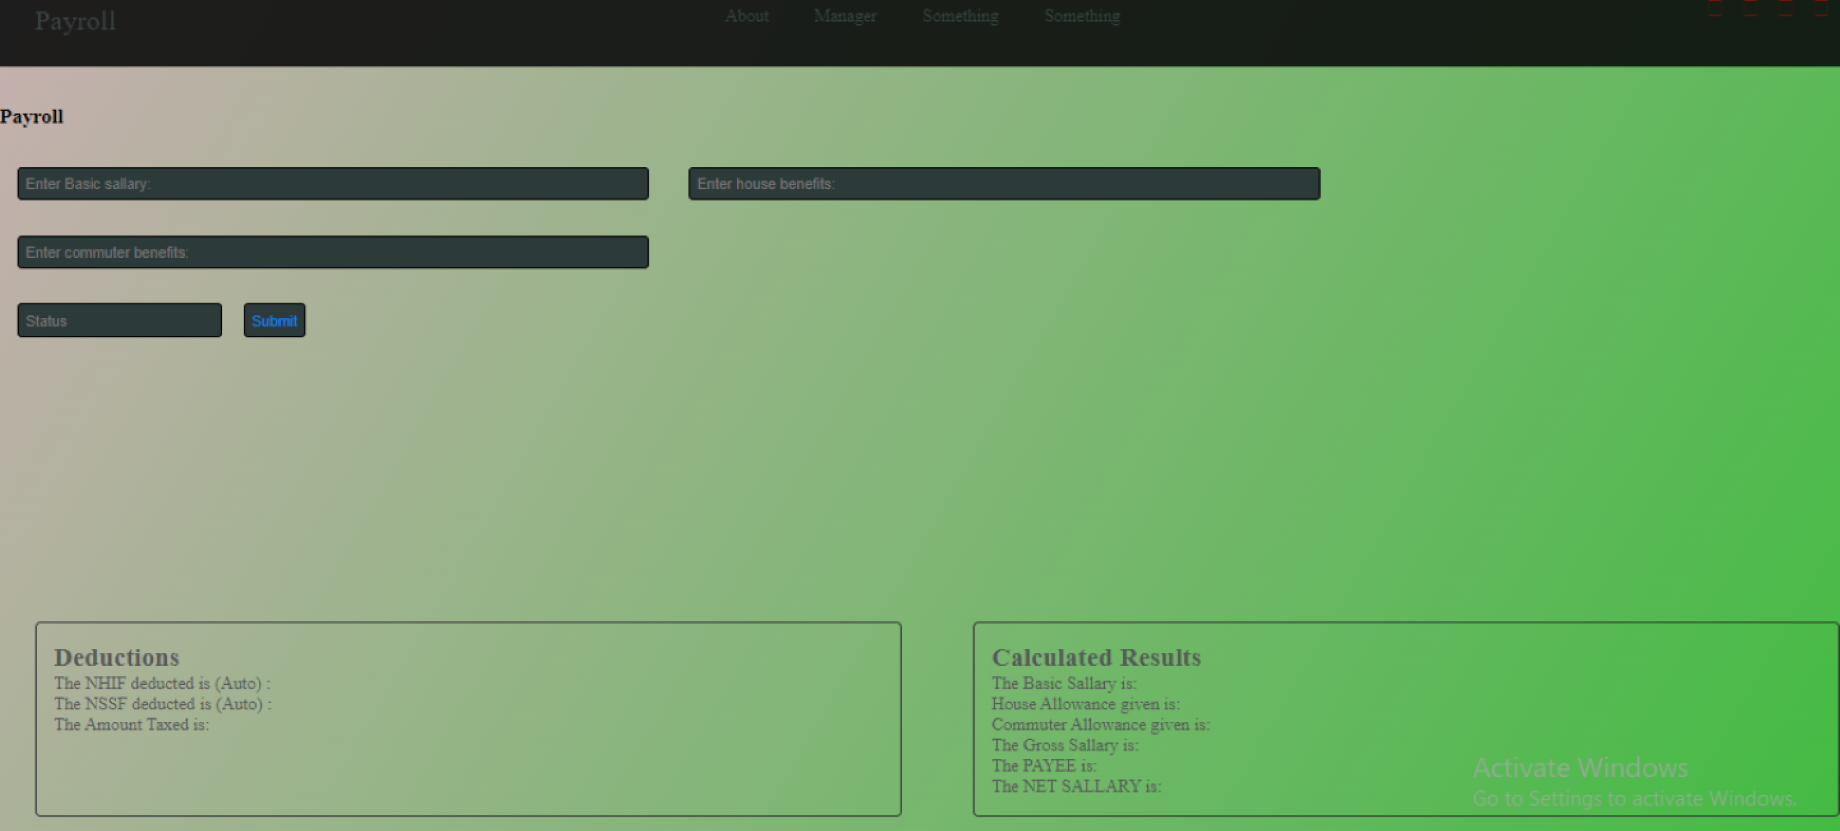 Payroll
About Manager Something Something
Payroll
Enter Basic sallary:
Enter house benefits:
Enter commuter benefits:
Status
Submit
Deductions
The NHIF deducted is (Auto) :
The NSSF deducted is (Auto) :
The Amount Taxed is:
Calculated Results
The Basic Sallary is:
House Allowance given is:
Commuter Allowance given is:
The Gross Sallary is:
The PAYEE is:
The NET SALLARY is:
Activate Windows
Go to Settings to activate Windows.